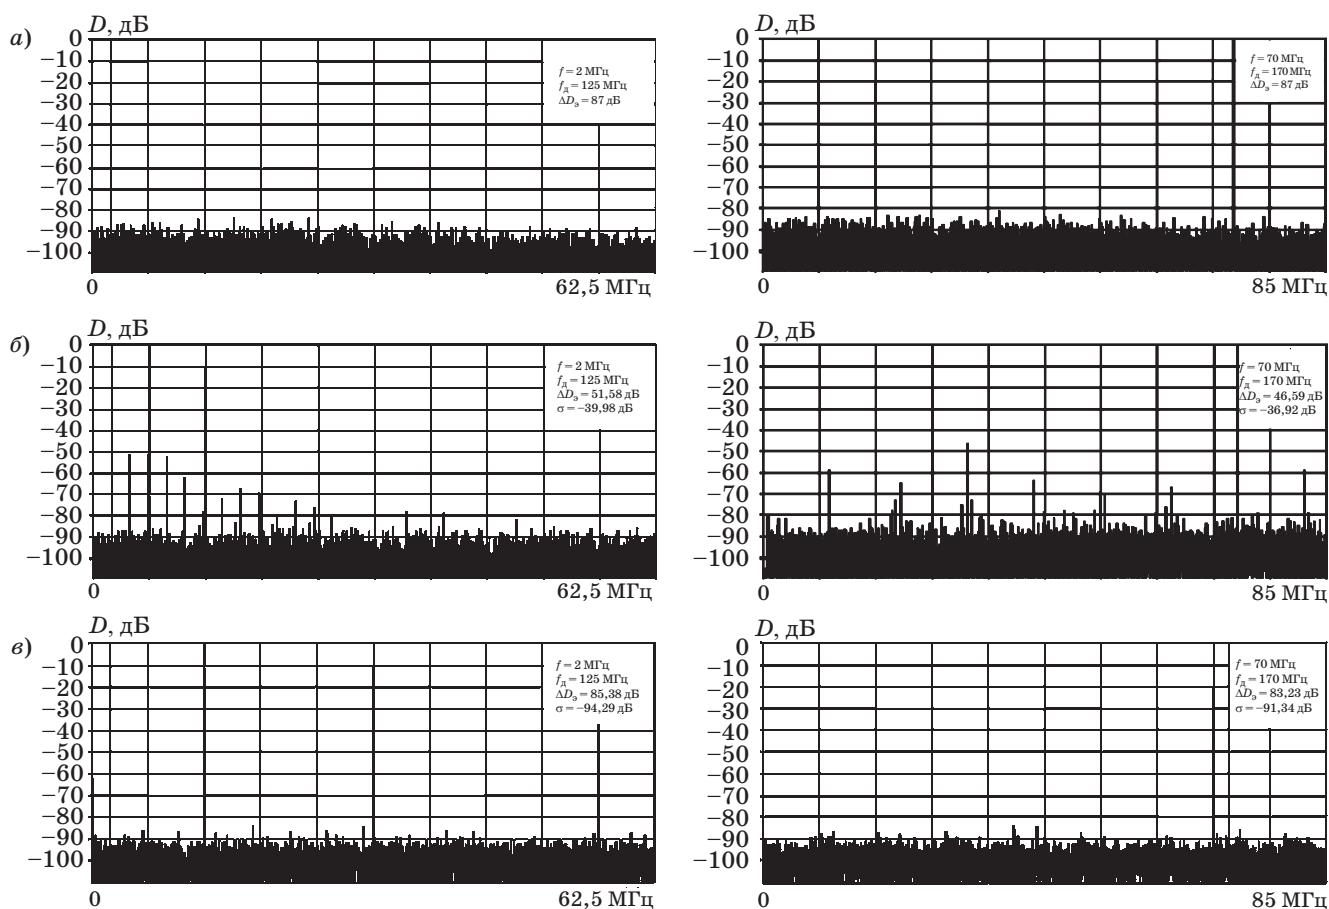 а)
D, дБ
0
−10
−20
−30
−40
−50
−60
−70
−80
−90
−100
f = 2 МГц
fд = 125 МГц
ΔDэ = 87 дБ
0
62,5 МГц
D, дБ
0
−10
−20
−30
−40
−50
−60
−70
−80
−90
−100
f = 70 МГц
fд = 170 МГц
ΔDэ = 87 дБ
0
85 МГц
б)
D, дБ
0
−10
−20
−30
−40
−50
−60
−70
−80
−90
−100
f = 2 МГц
fд = 125 МГц
ΔDэ = 51,58 дБ
σ = −39,98 дБ
0
62,5 МГц
D, дБ
0
−10
−20
−30
−40
−50
−60
−70
−80
−90
−100
f = 70 МГц
fд = 170 МГц
ΔDэ = 46,59 дБ
σ = −36,92 дБ
0
85 МГц
в)
D, дБ
0
−10
−20
−30
−40
−50
−60
−70
−80
−90
−100
f = 2 МГц
fд = 125 МГц
ΔDэ = 85,38 дБ
σ = −94,29 дБ
0
62,5 МГц
D, дБ
0
−10
−20
−30
−40
−50
−60
−70
−80
−90
−100
f = 70 МГц
fд = 170 МГц
ΔDэ = 83,23 дБ
σ = −91,34 дБ
0
85 МГц